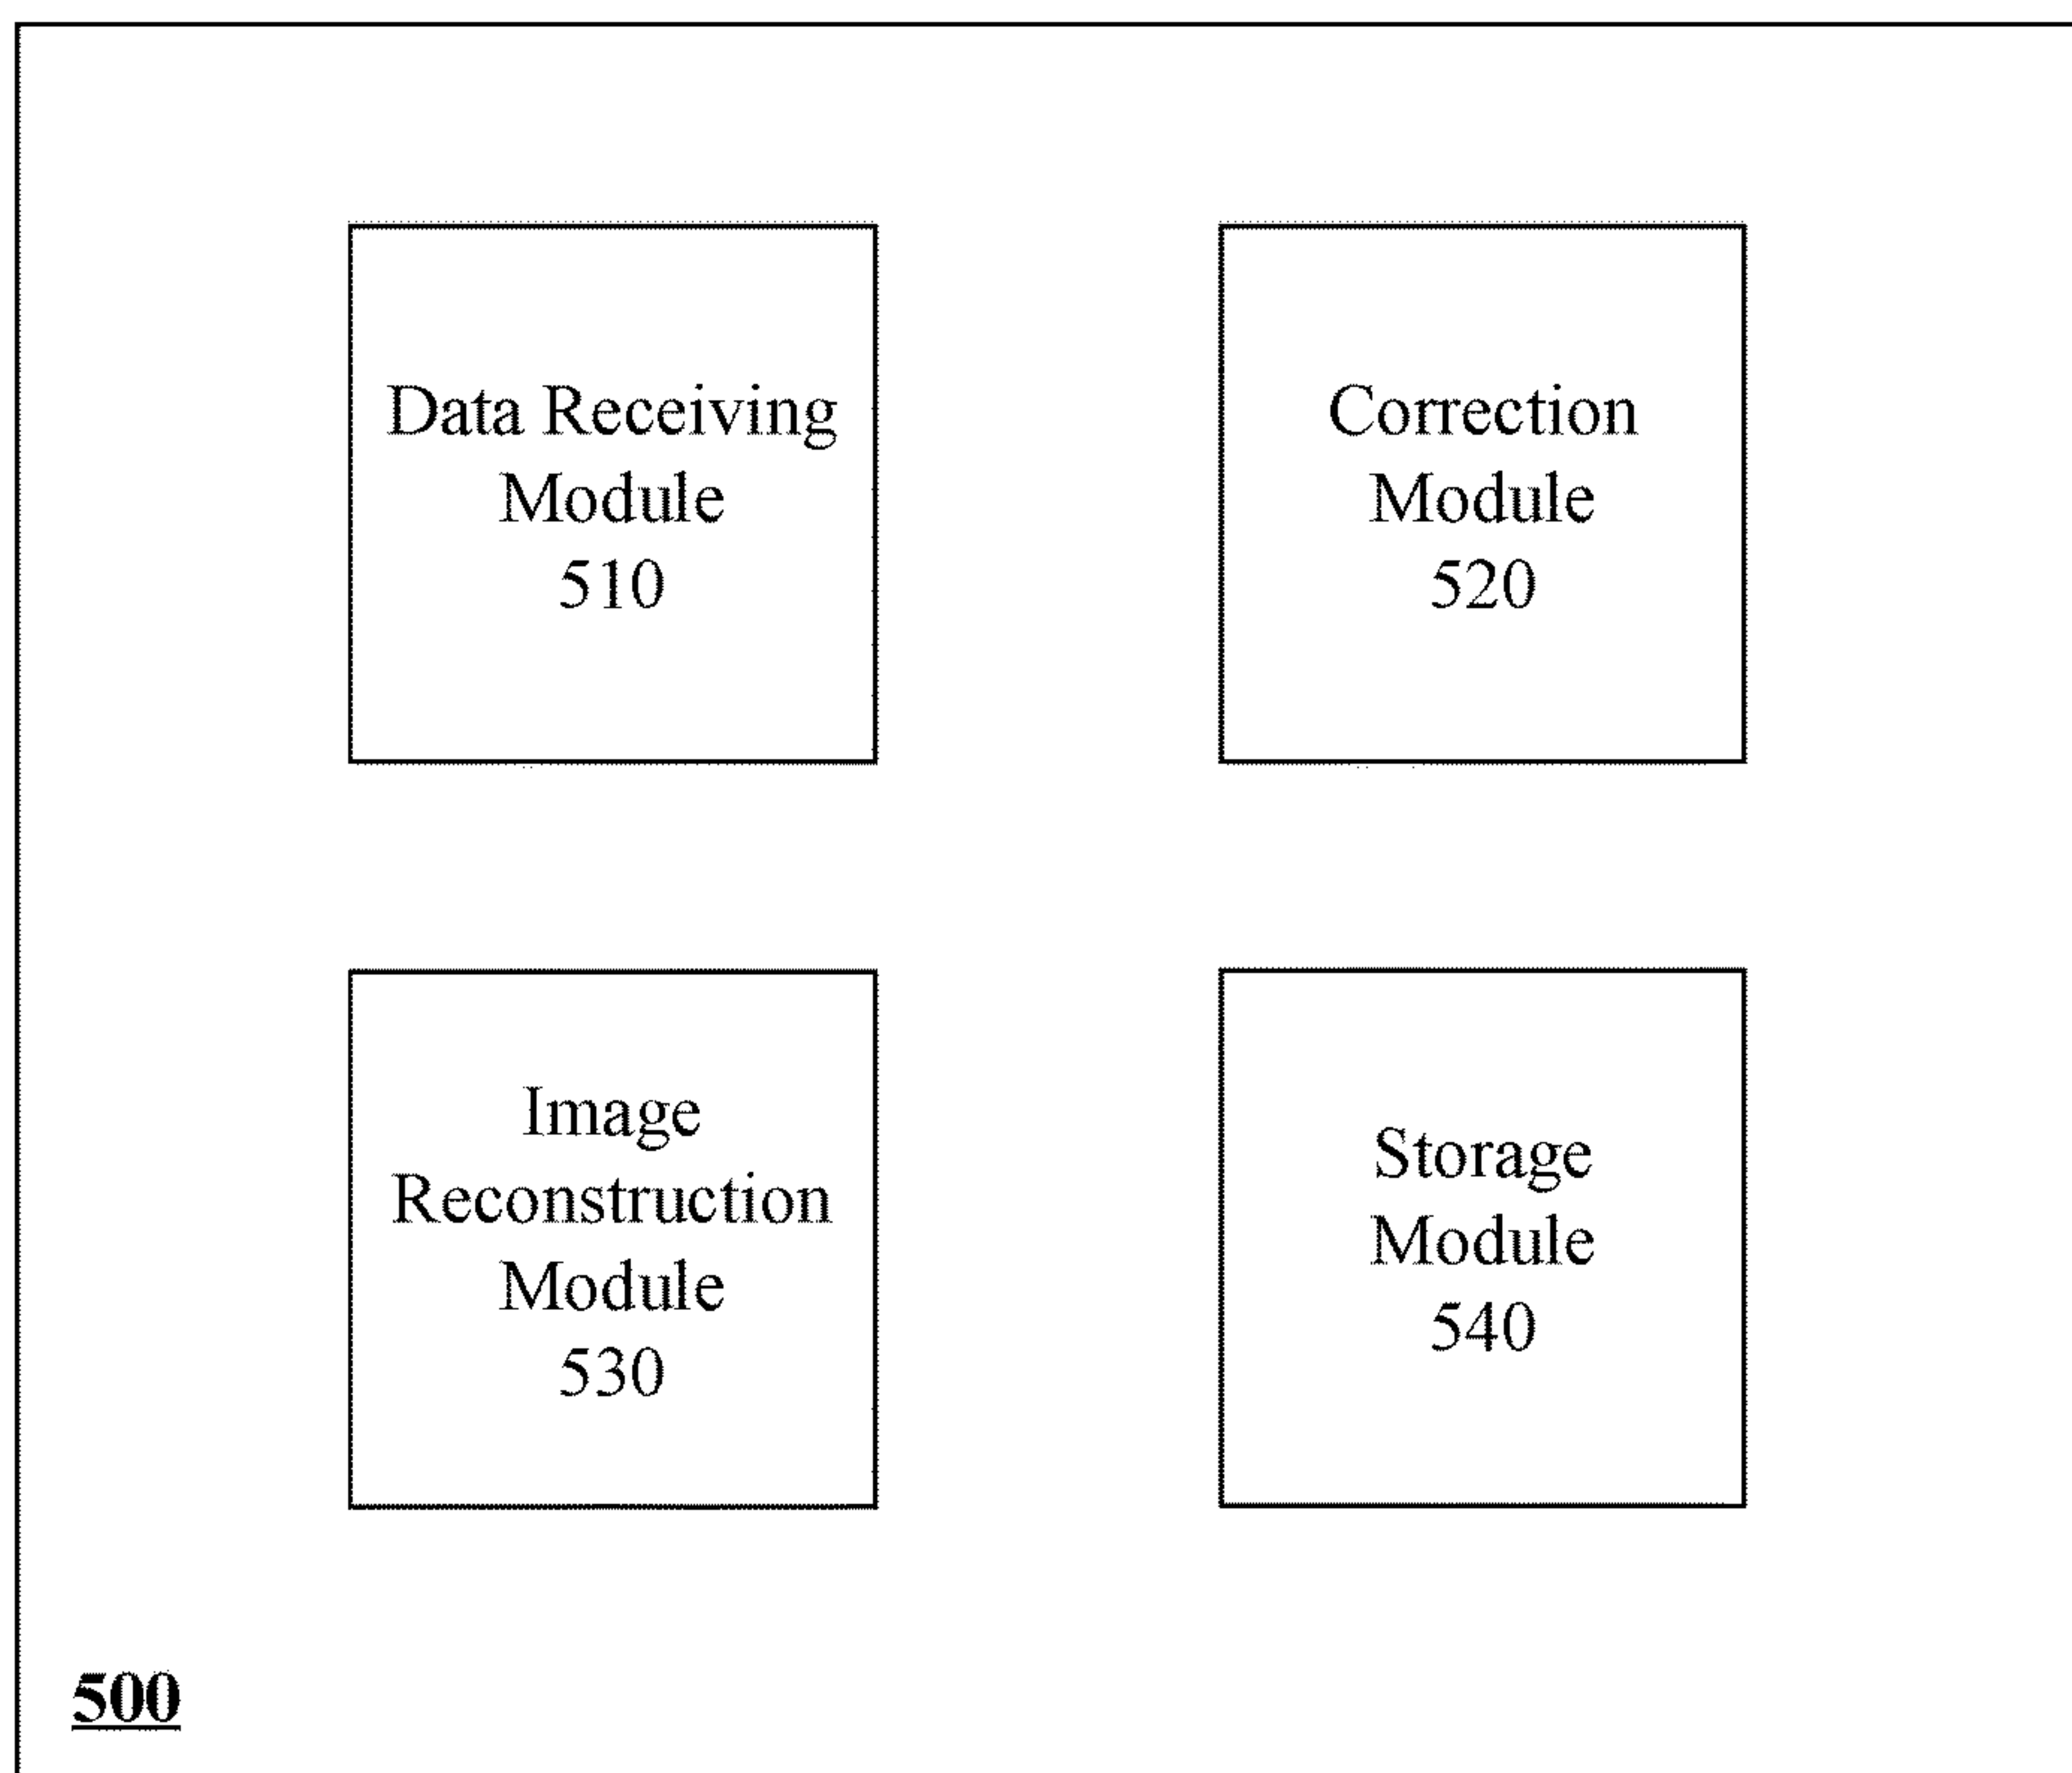 Data Receiving
Module
510
Correction
Module
520
Image
Reconstruction
Module
530
Storage
Module
540
500